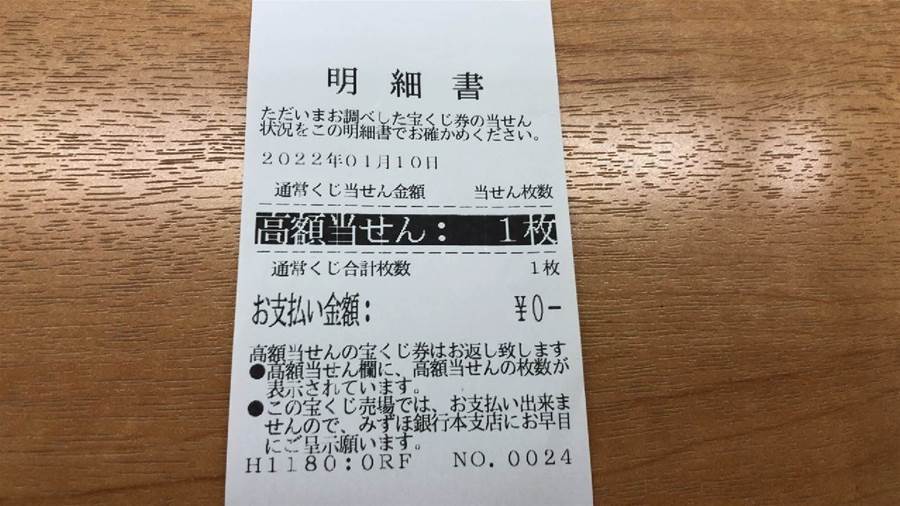 明細書
ただいまお調べした宝くじ券の当せん
状況をこの明細書でお確かめください。
2022年01月10日
通常くじ当せん金額 当せん枚数
高額当せん： 1枚
通常くじ合計枚数 1枚
お支払い金額： ¥0-
高額当せんの宝くじ券はお返し致します
●高額当せん欄に、高額当せんの枚数が
表示されています。
●この宝くじ売場では、お支払い出来ま
せんので、みずほ銀行本支店にお早目
にご呈示願います。
H1180:0RF NO.0024